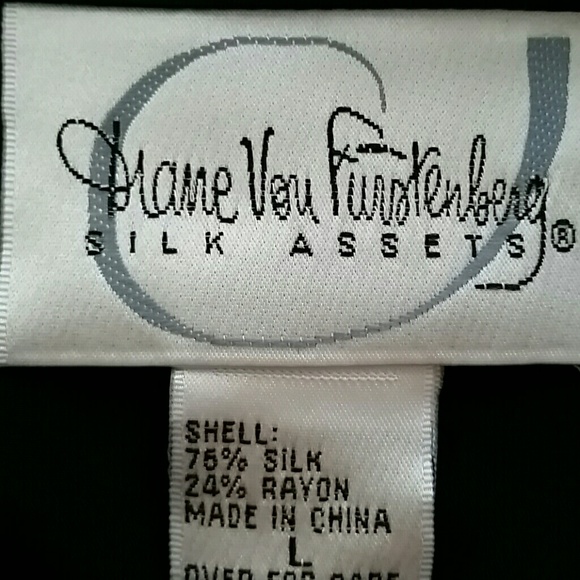 Diane Von Furstenberg
SILK ASSETS®
SHELL:
76% SILK
24% RAYON
MADE IN CHINA
L
OVER FOR CARE